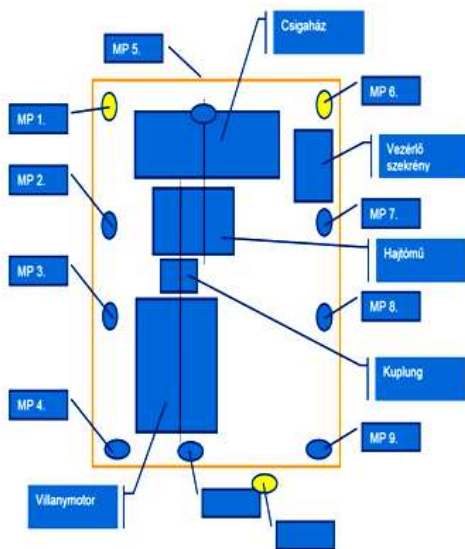 Csigaház
MP 5.
MP 1.
MP 6.
Vezérlő
szekrény
MP 2.
MP 7.
Hajtómű
MP 3.
MP 8.
Kuplung
MP 4.
MP 9.
Villanymotor